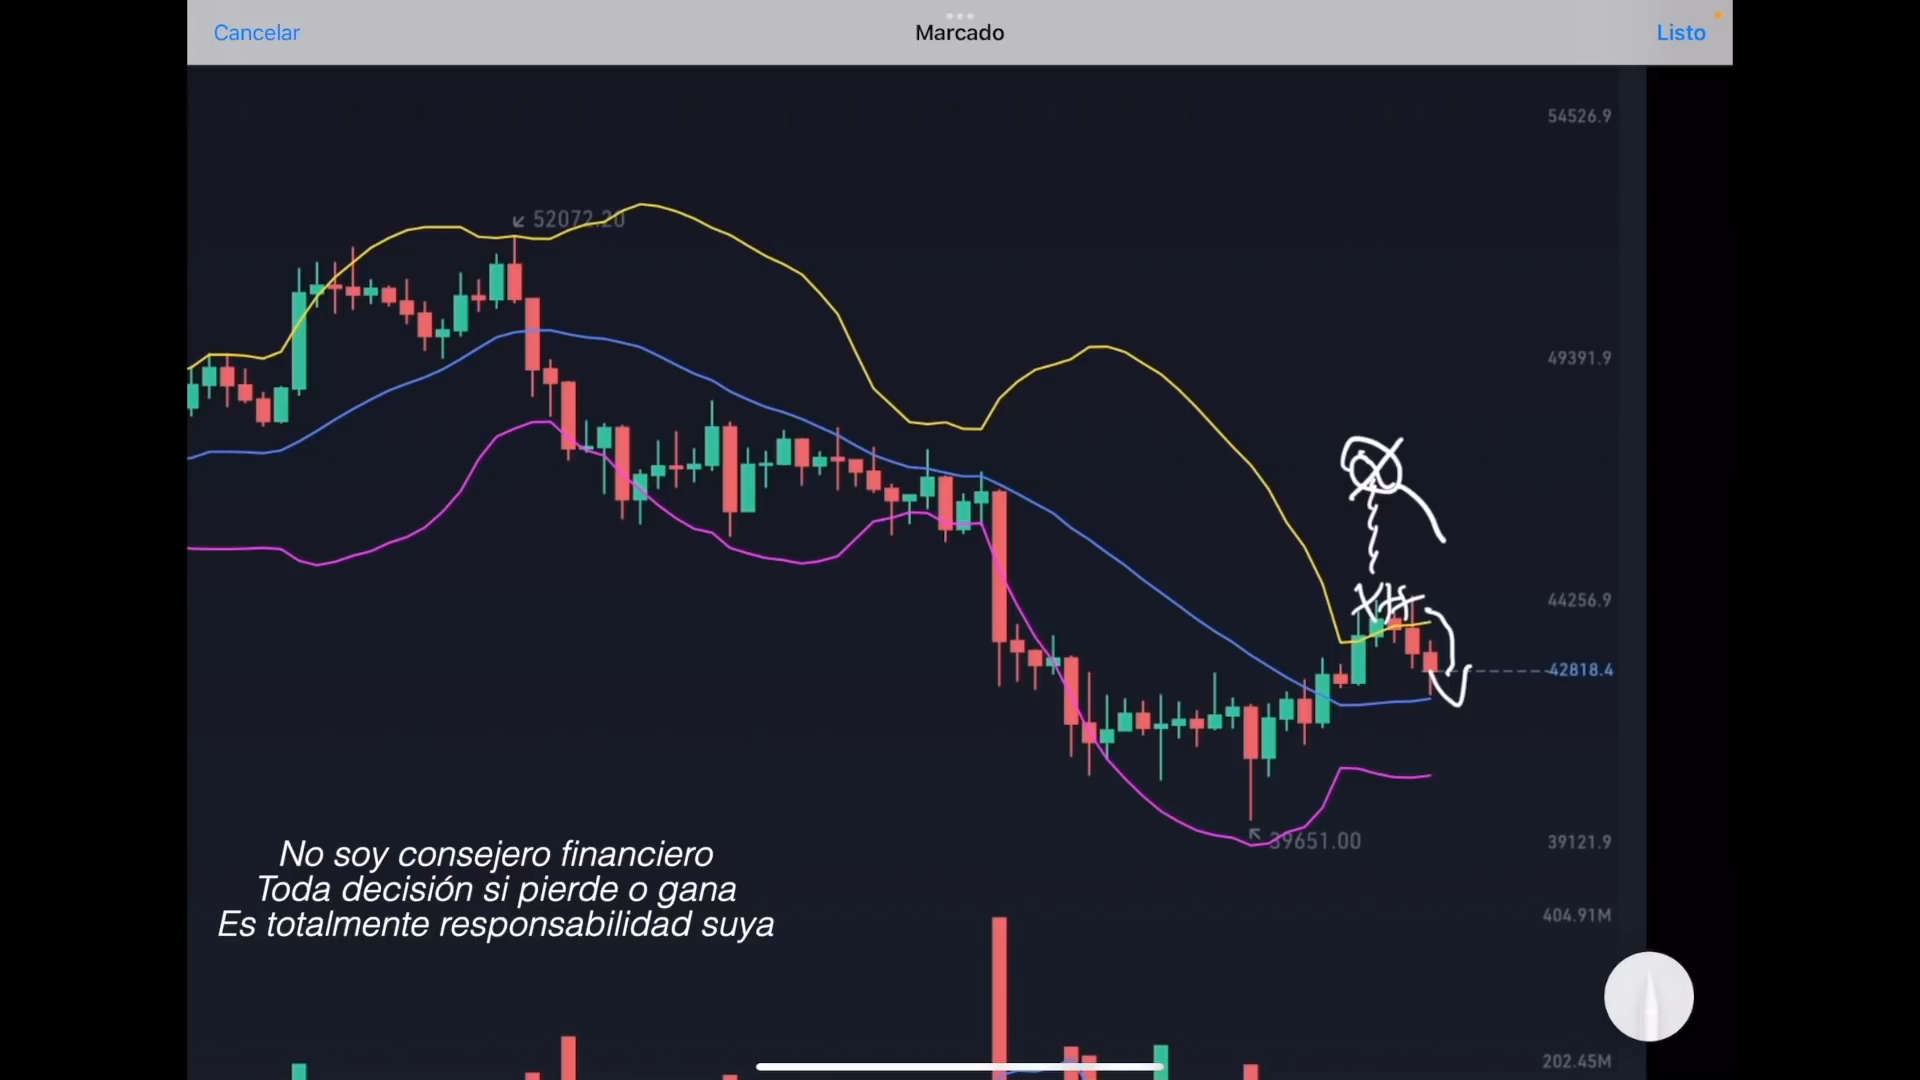 Cancelar
Marcado
Listo
54526.9
52072.20
49391.9
44256.9
42818.4
39651.00
39121.9
No soy consejero financiero
Toda decisión si pierde o gana
Es totalmente responsabilidad suya
404.91M
202.45M